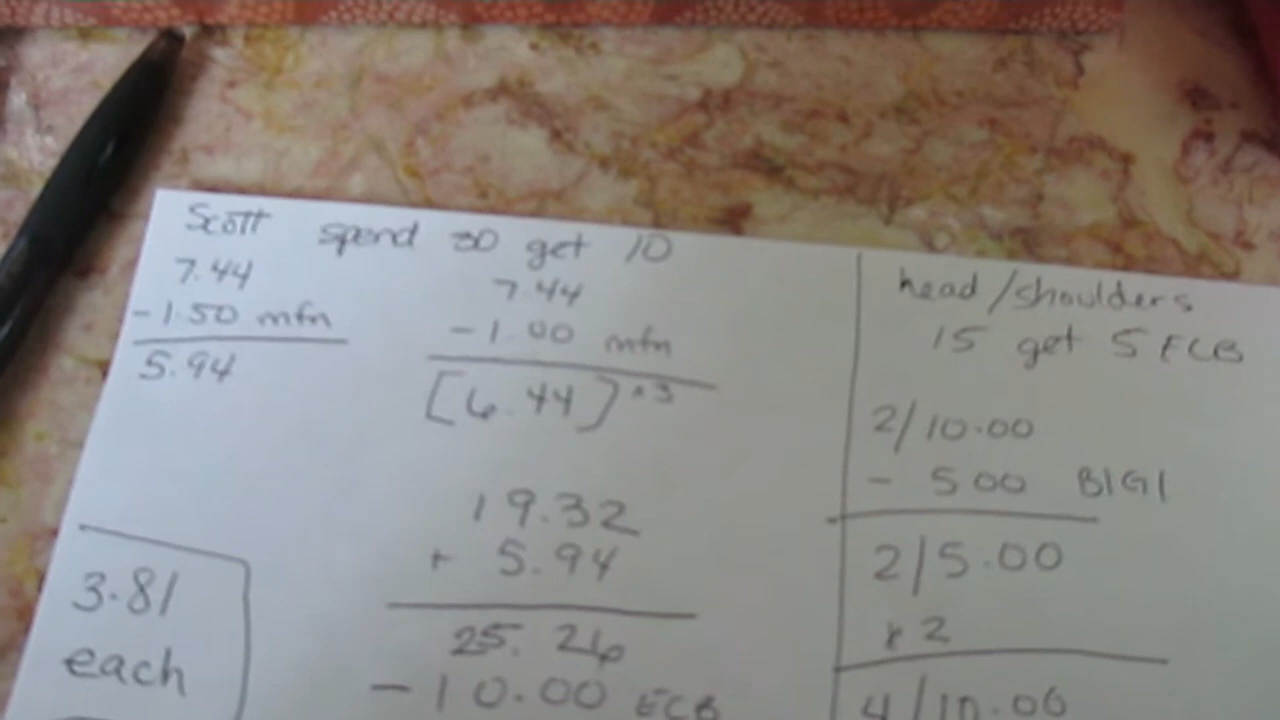 Scott spend 30 get 10
7.44
- 1.50 mfn
5.94
7.44
- 1.00 mfn
[6.44] x3
19.32
+ 5.94
25.26
- 10.00 ECB
3.81
each
head/shoulders
15 get 5 ECB
2/10.00
- 5 00 B1G1
2/5.00
x 2
4/10.00